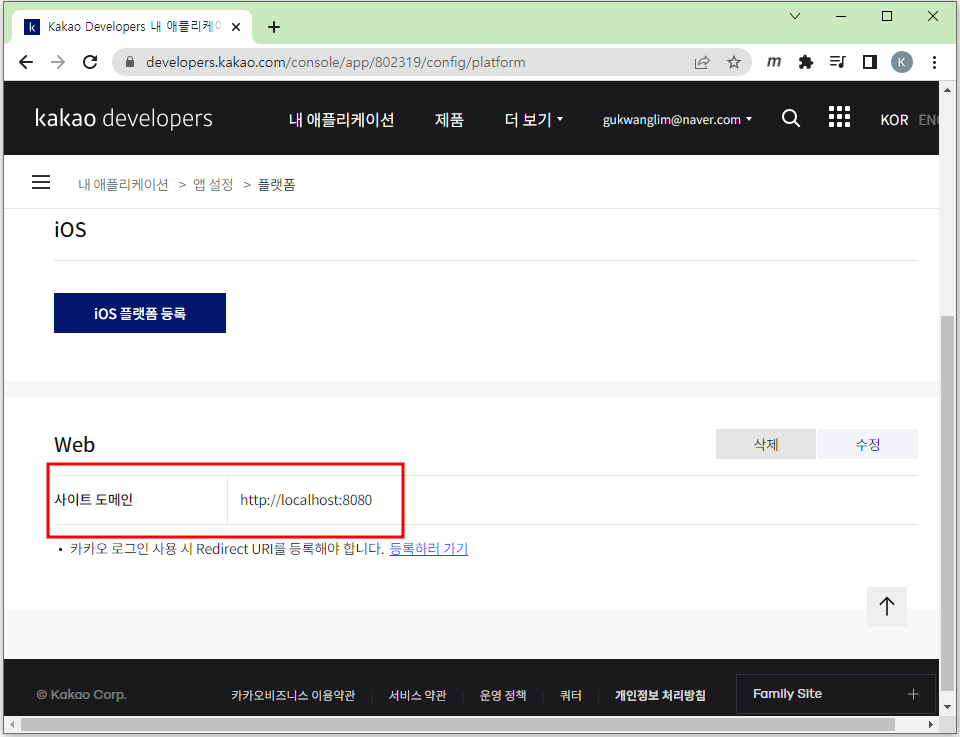 k Kakao Developers 내 애플리케이
developers.kakao.com/console/app/802319/config/platform
m
K
kakao developers 내 애플리케이션 제품 더 보기 gukwanglim@naver.com KOR ENG
내 애플리케이션 > 앱 설정 > 플랫폼
iOS
iOS 플랫폼 등록
Web 삭제 수정
사이트 도메인 http://localhost:8080
• 카카오 로그인 사용 시 Redirect URI를 등록해야 합니다. 등록하러 가기
© Kakao Corp. 카카오비즈니스 이용약관 서비스 약관 운영 정책 쿼터 개인정보 처리방침 Family Site